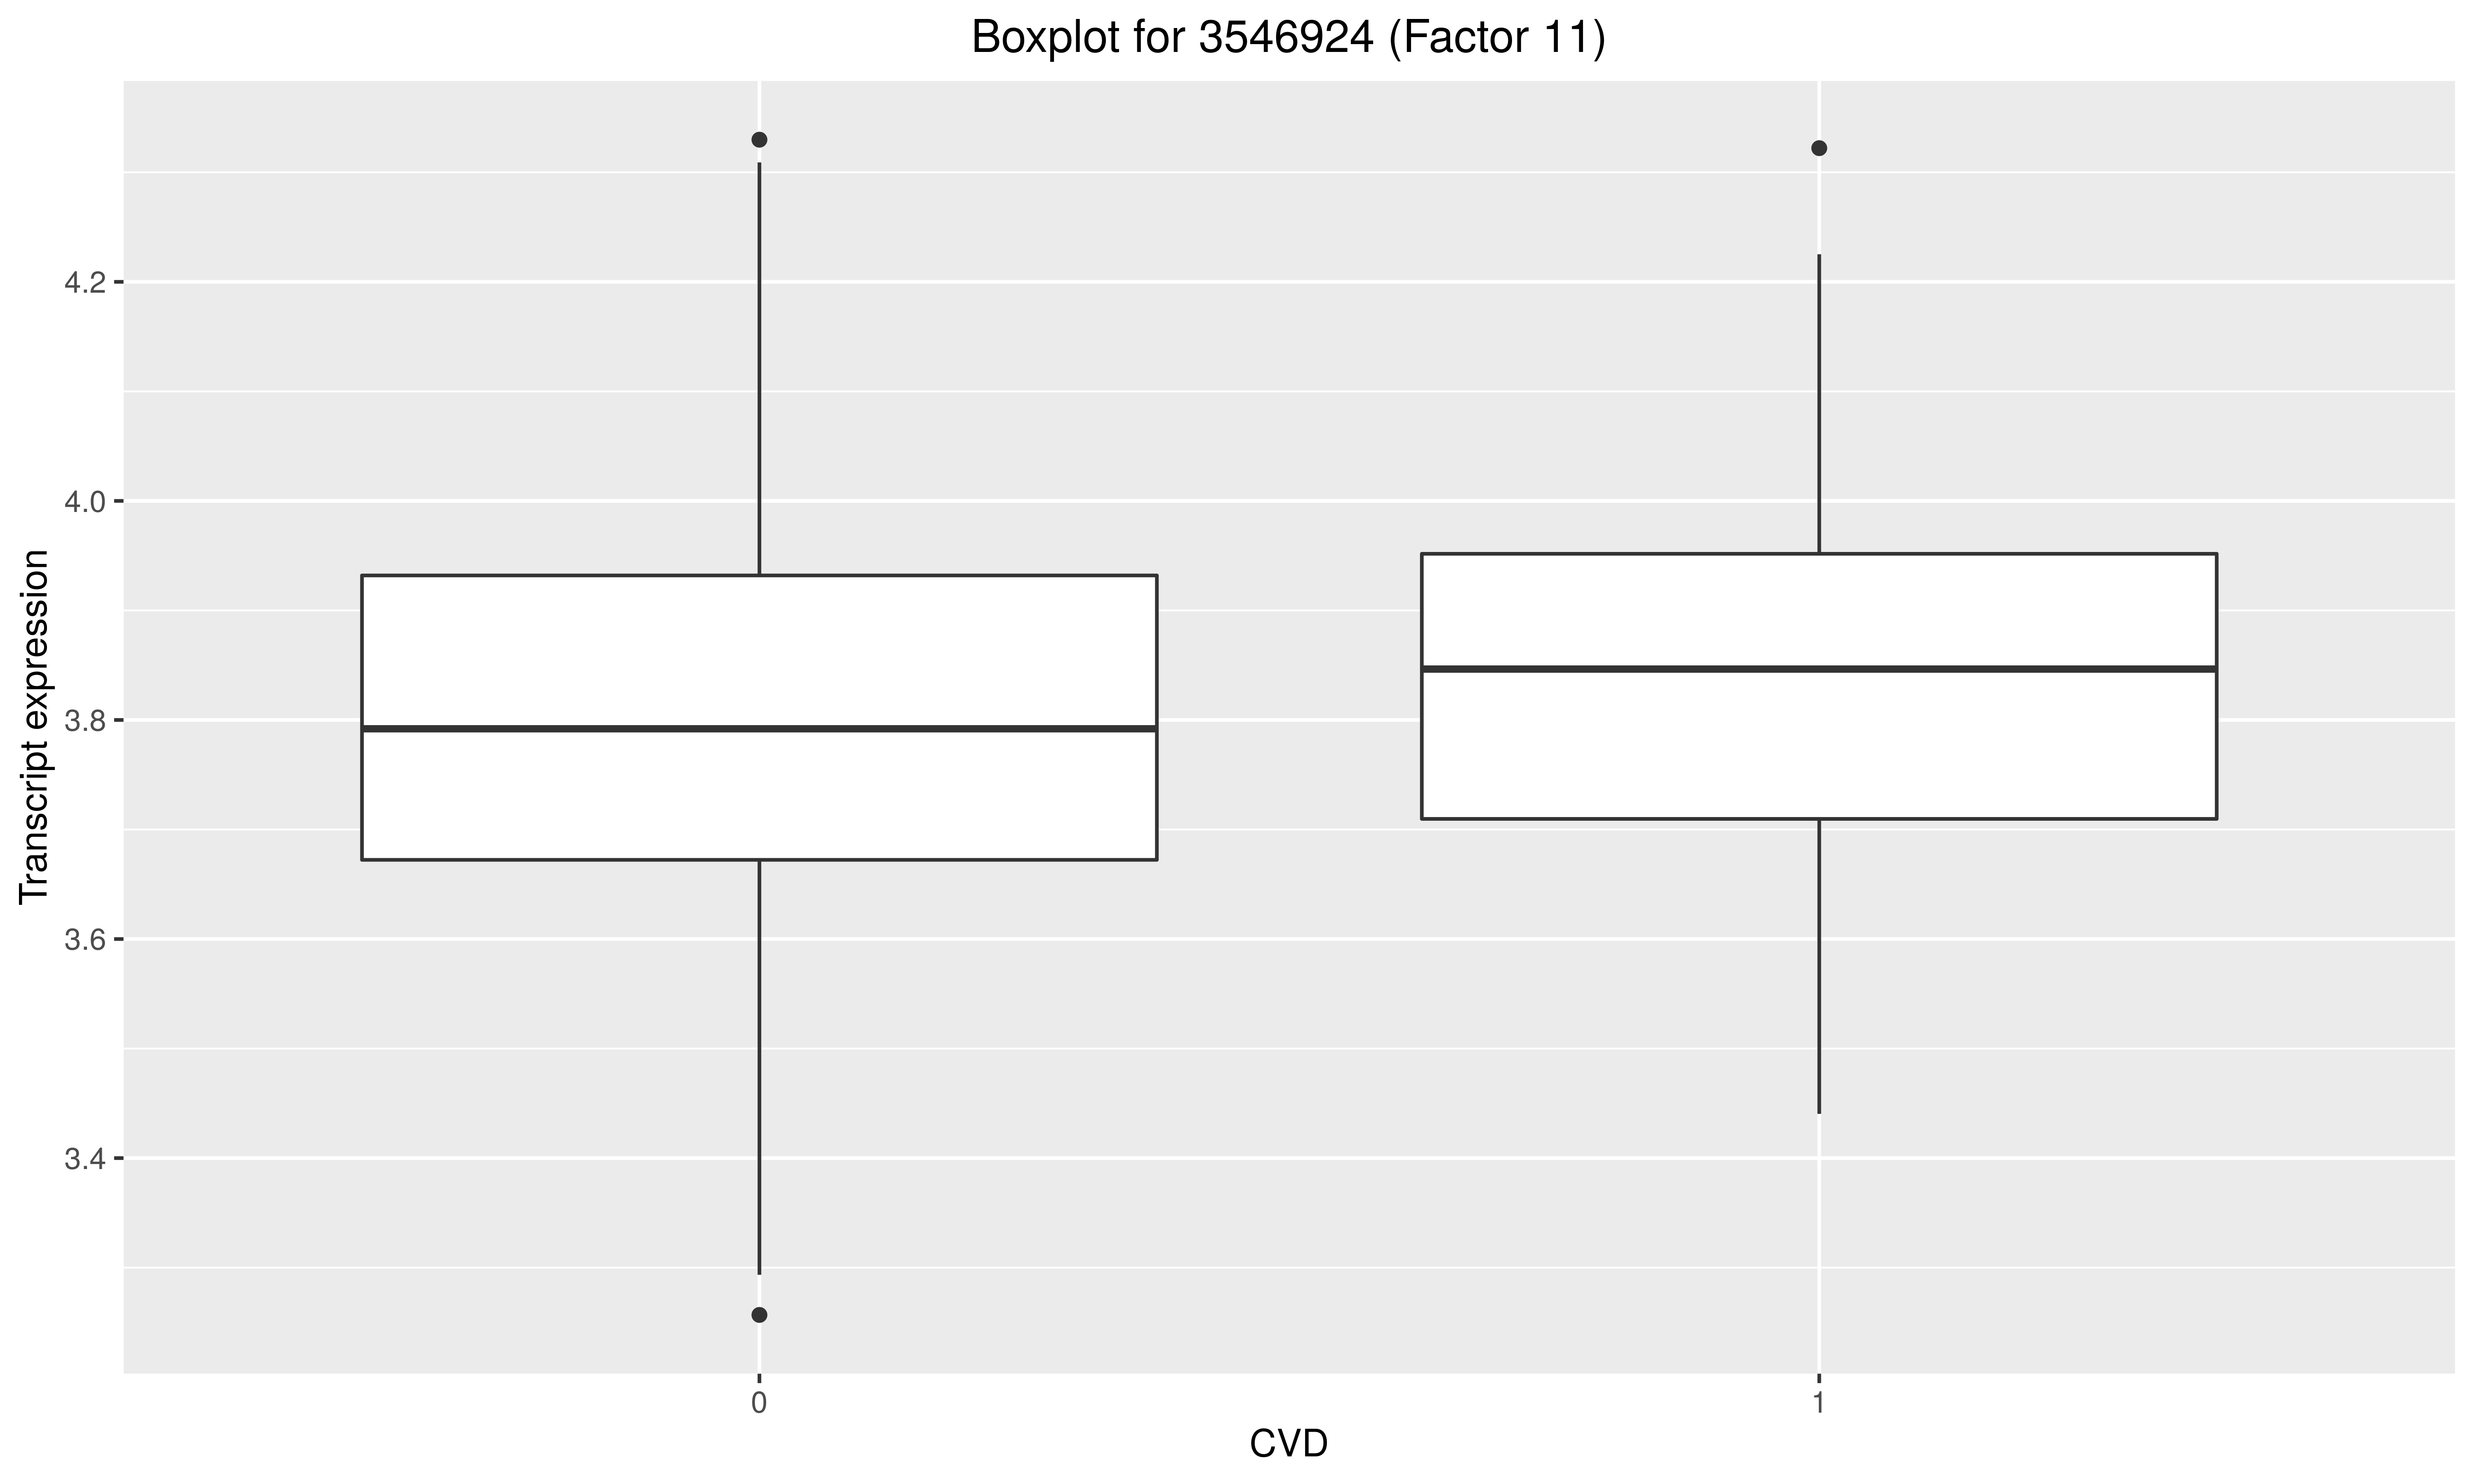 Boxplot for 3546924 (Factor 11)
Transcript expression
4.2
4.0
3.8
3.6
3.4
0 1
CVD